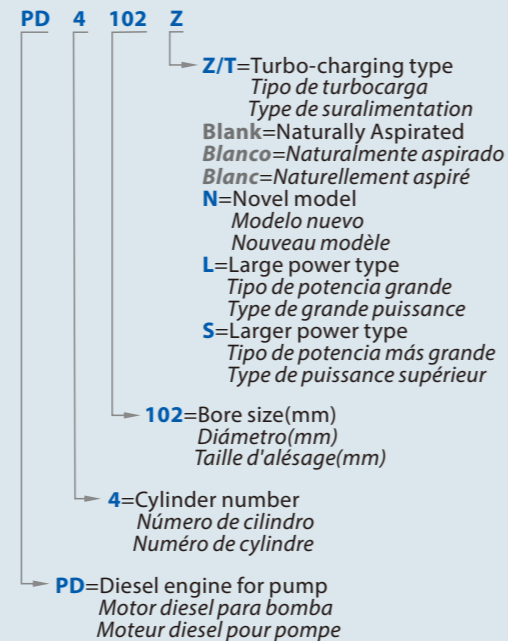 PD 4 102 Z
Z/T=Turbo-charging type
Tipo de turbocarga
Type de suralimentation
Blank=Naturally Aspirated
Blanco=Naturalmente aspirado
Blanc=Naturellement aspiré
N=Novel model
Modelo nuevo
Nouveau modèle
L=Large power type
Tipo de potencia grande
Type de grande puissance
S=Larger power type
Tipo de potencia más grande
Type de puissance supérieur
102=Bore size(mm)
Diámetro(mm)
Taille d'alésage(mm)
4=Cylinder number
Número de cilindro
Numéro de cylindre
PD=Diesel engine for pump
Motor diesel para bomba
Moteur diesel pour pompe